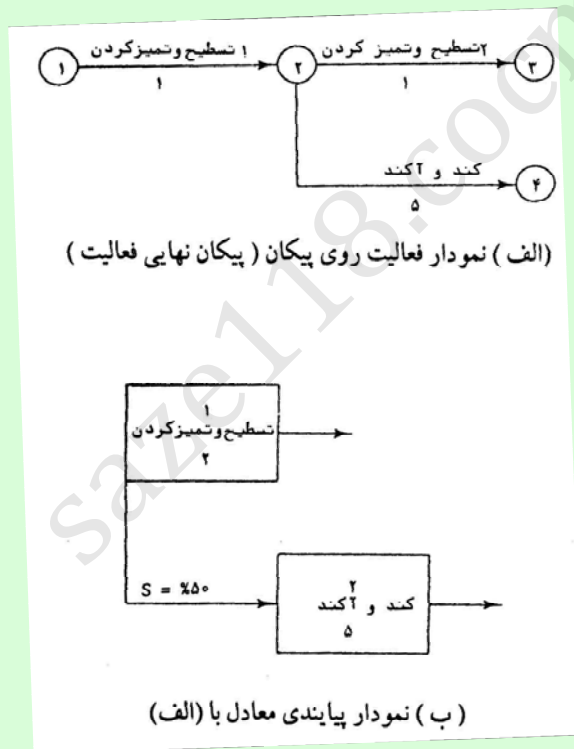 ۱ تسطیح وتمیزکردن
۲تسطیح وتمیز کردن
۱
۲
۳
۱
۱
کند و آکند
۴
۵
(الف ) نمودار فعالیت روی پیکان ( پیکان نهایی فعالیت )
۱
تسطیح وتمیزکردن
۲
S = %۵۰
۲
کند و آکند
۵
( ب ) نمودار پیایندی معادل با (الف)
saze118.com